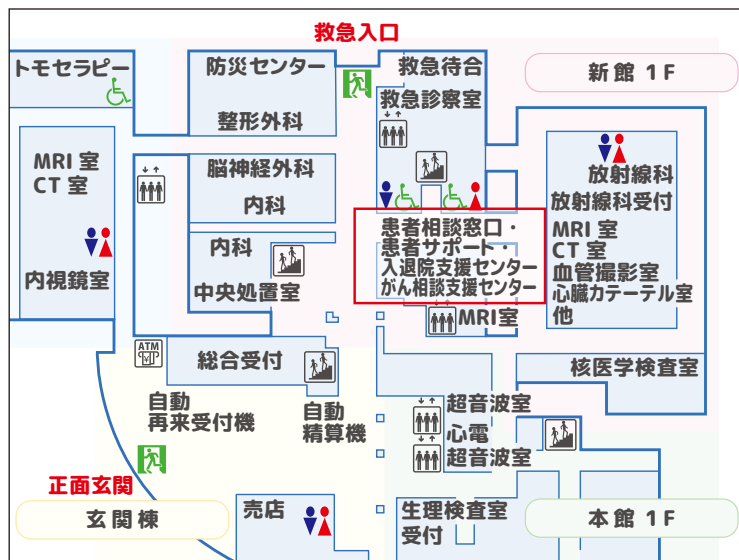 救急入口
トモセラピー
防災センター
救急待合
新館 1F
救急診察室
整形外科
MRI 室
CT 室
脳神経外科
内科
放射線科
放射線科受付
患者相談窓口・
患者サポート・
入退院支援センター
がん相談支援センター
MRI 室
CT 室
血管撮影室
心臓カテーテル室
他
内視鏡室
内科
中央処置室
MRI室
ATM
総合受付
核医学検査室
自動
再来受付機
自動
精算機
超音波室
心電
超音波室
正面玄関
玄関棟
売店
生理検査室
受付
本館 1F